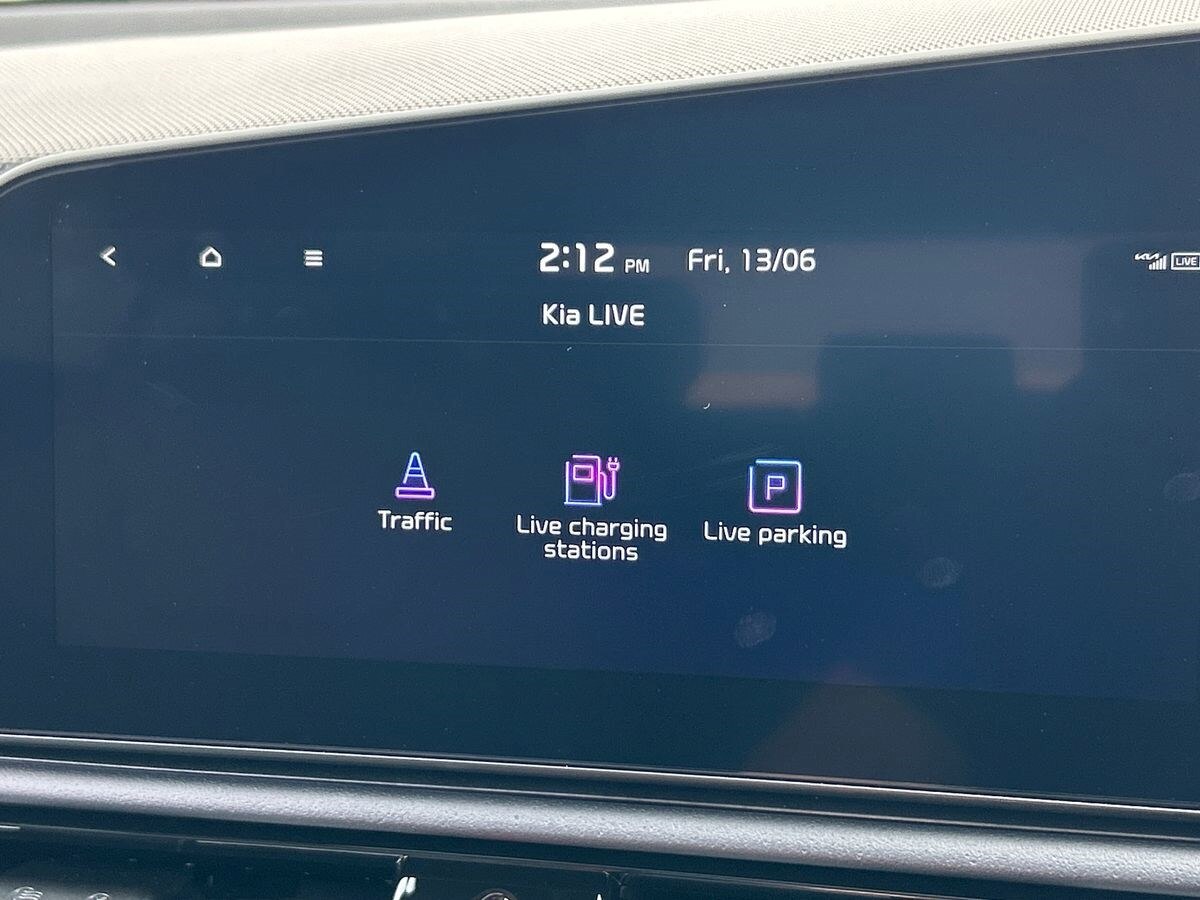 2:12 PM Fri, 13/06
LIVE
Kia LIVE
Traffic
Live charging
stations
P
Live parking